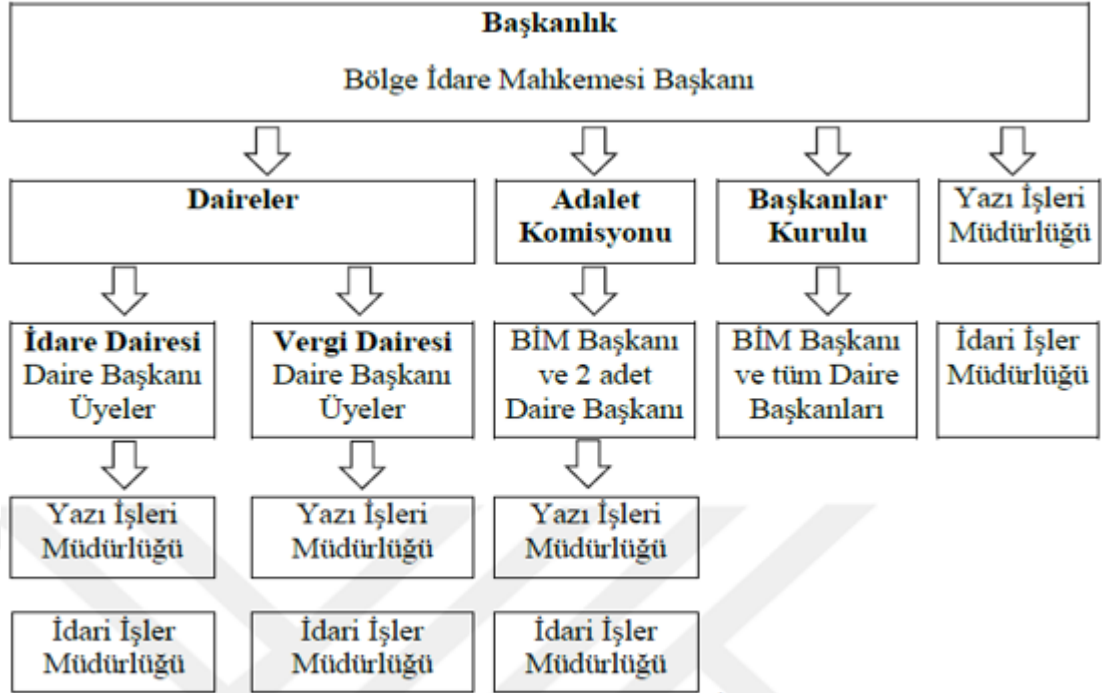 Başkanlık
Bölge İdare Mahkemesi Başkanı
Daireler
Adalet
Komisyonu
Başkanlar
Kurulu
Yazı İşleri
Müdürlüğü
İdare Dairesi
Daire Başkanı
Üyeler
Vergi Dairesi
Daire Başkanı
Üyeler
BİM Başkanı
ve 2 adet
Daire Başkanı
BİM Başkanı
ve tüm Daire
Başkanları
İdari İşler
Müdürlüğü
Yazı İşleri
Müdürlüğü
Yazı İşleri
Müdürlüğü
Yazı İşleri
Müdürlüğü
İdari İşler
Müdürlüğü
İdari İşler
Müdürlüğü
İdari İşler
Müdürlüğü